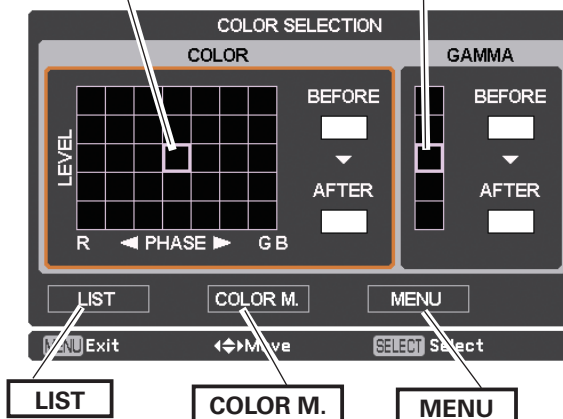 COLOR SELECTION
COLOR
GAMMA
BEFORE
BEFORE
LEVEL
AFTER
AFTER
R ◀ PHASE ▶ G B
LIST
COLOR M.
MENU
MENU Exit
Move
SELECT Select
LIST
COLOR M.
MENU